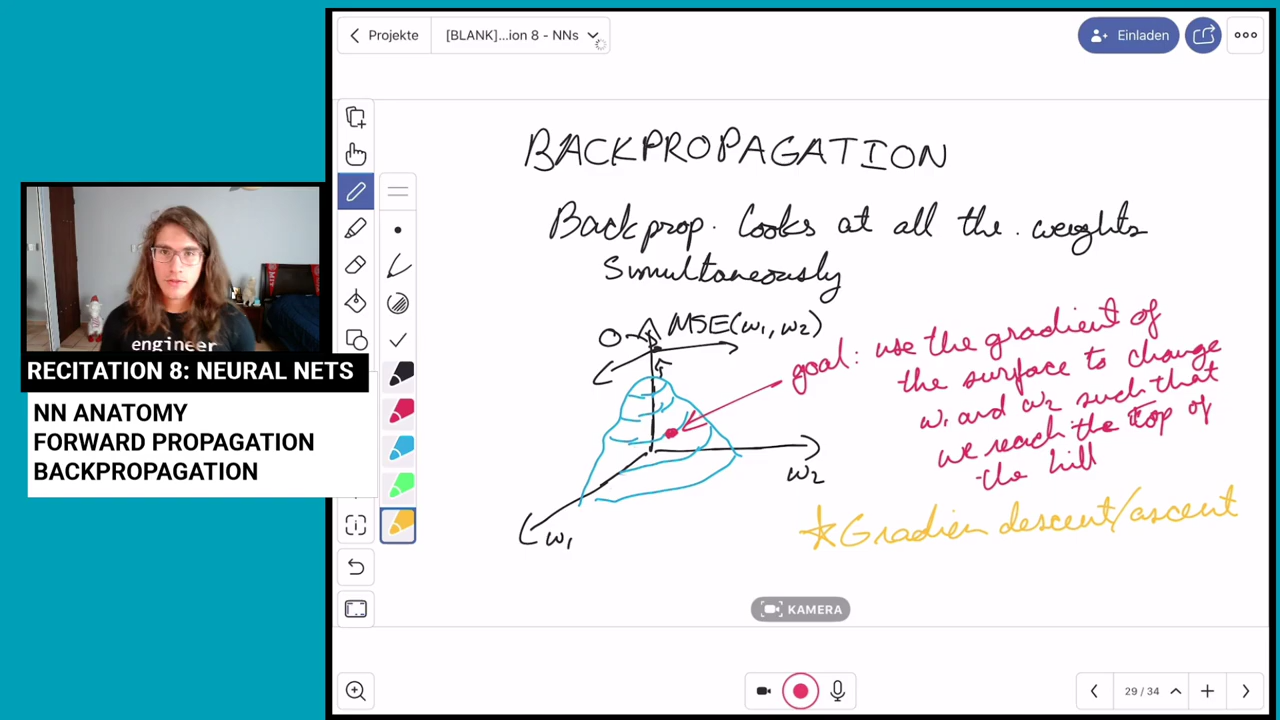 Projekte
[BLANK]...ion 8 - NNs
Einladen
BACKPROPAGATION
Backprop. looks at all the weights
simultaneously
0
MSE(w1, w2)
goal: use the gradient of
the surface to change
w1 and w2 such that
we reach the top of
the hill
w2
w1
Gradien descent/ascent
engineer
RECITATION 8: NEURAL NETS
NN ANATOMY
FORWARD PROPAGATION
BACKPROPAGATION
KAMERA
29 / 34